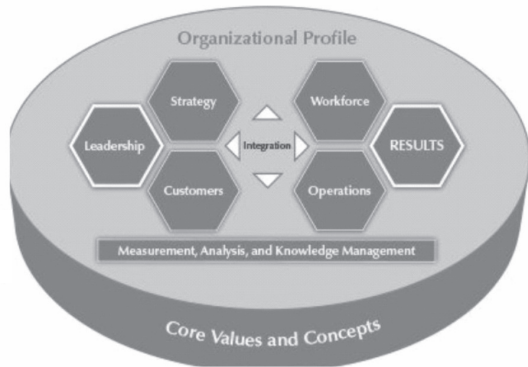 Organizational Profile
Strategy
Workforce
Leadership
Integration
RESULTS
Customers
Operations
Measurement, Analysis, and Knowledge Management
Core Values and Concepts